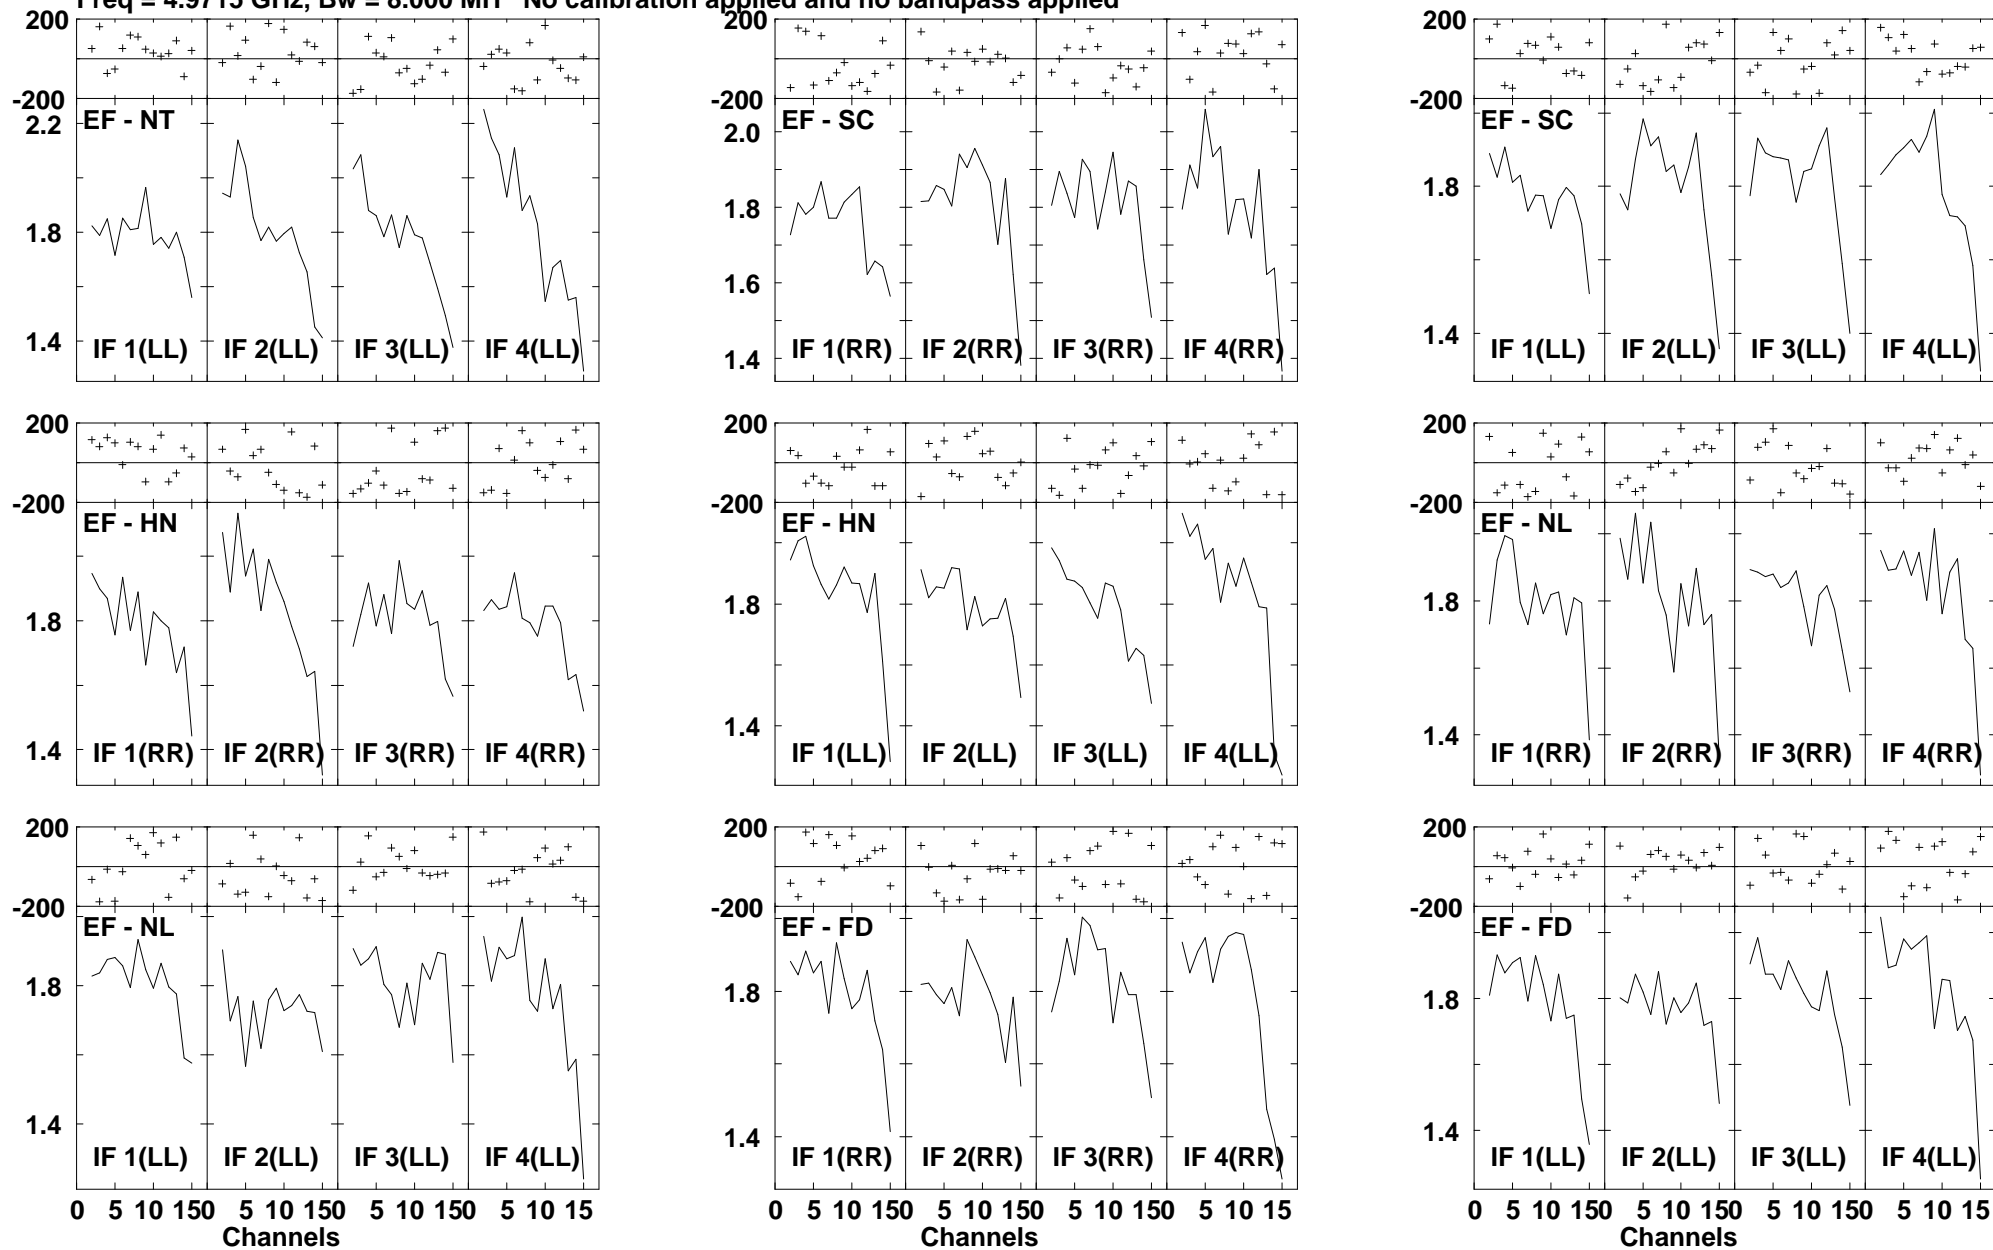 Freq = 4.9715 GHz, Bw = 8.000 MH No calibration applied and no bandpass applied
200 200 200
-200 -200 -200
EF - NT EF - SC EF - SC
2.2 2.0
1.8 1.8 1.8
1.6
1.4 1.4 1.4
IF 1(LL) IF 2(LL) IF 3(LL) IF 4(LL) IF 1(RR) IF 2(RR) IF 3(RR) IF 4(RR) IF 1(LL) IF 2(LL) IF 3(LL) IF 4(LL)
200 200 200
-200 -200 -200
EF - HN EF - HN EF - NL
1.8 1.8 1.8
1.4 1.4 1.4
IF 1(RR) IF 2(RR) IF 3(RR) IF 4(RR) IF 1(LL) IF 2(LL) IF 3(LL) IF 4(LL) IF 1(RR) IF 2(RR) IF 3(RR) IF 4(RR)
200 200 200
-200 -200 -200
EF - NL EF - FD EF - FD
1.8 1.8 1.8
1.4 1.4 1.4
IF 1(LL) IF 2(LL) IF 3(LL) IF 4(LL) IF 1(RR) IF 2(RR) IF 3(RR) IF 4(RR) IF 1(LL) IF 2(LL) IF 3(LL) IF 4(LL)
0 5 10 150 5 10 150 5 10 150 5 10 15 0 5 10 150 5 10 150 5 10 150 5 10 15 0 5 10 150 5 10 150 5 10 150 5 10 15
Channels Channels Channels